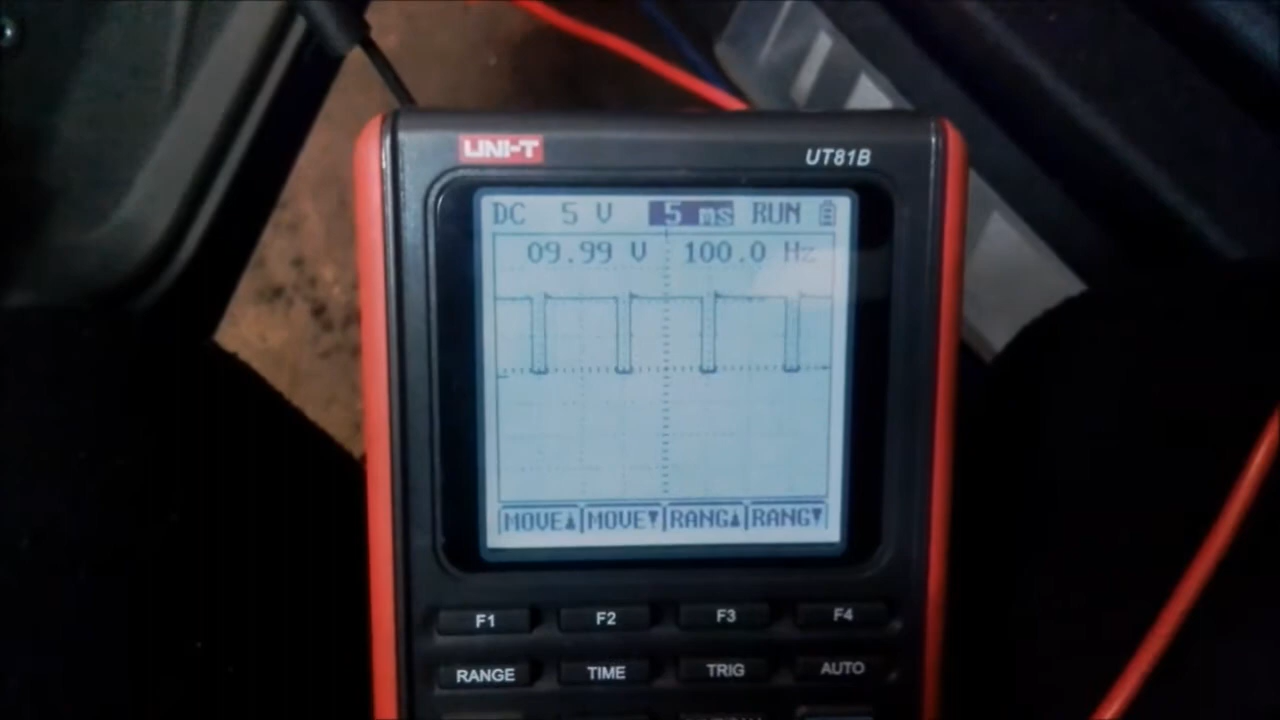 UNI-T
UT81B
DC 5 V 5 ms RUN
09.99 V 100.0 Hz
MOVE▲ MOVE▼ RANG▲ RANG▼
F1 F2 F3 F4
RANGE TIME TRIG AUTO